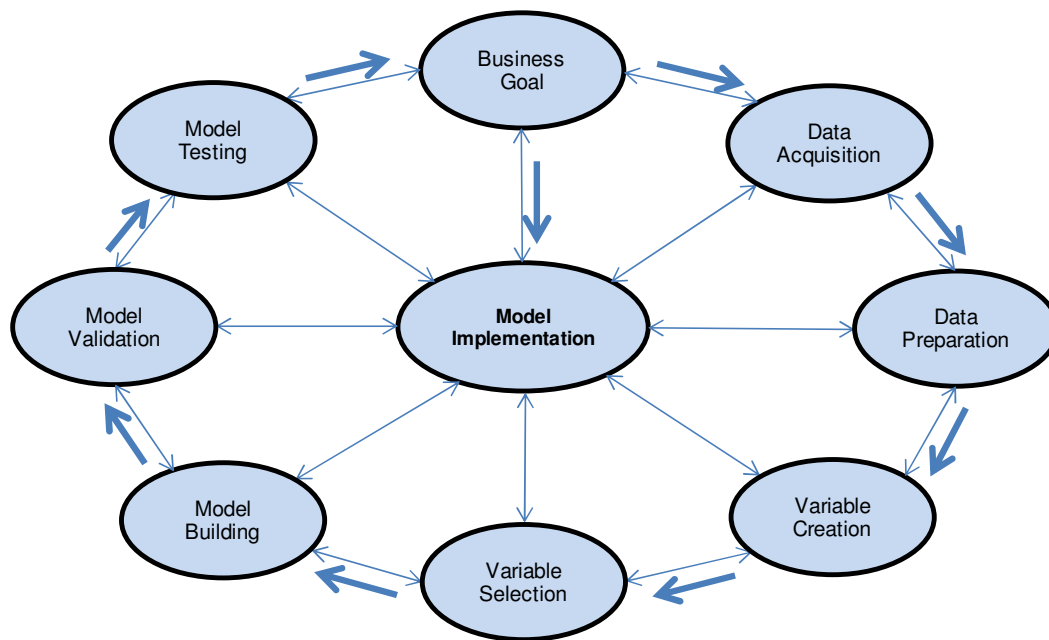 Business
Goal
Model
Testing
Data
Acquisition
Model
Validation
Model
Implementation
Data
Preparation
Model
Building
Variable
Creation
Variable
Selection